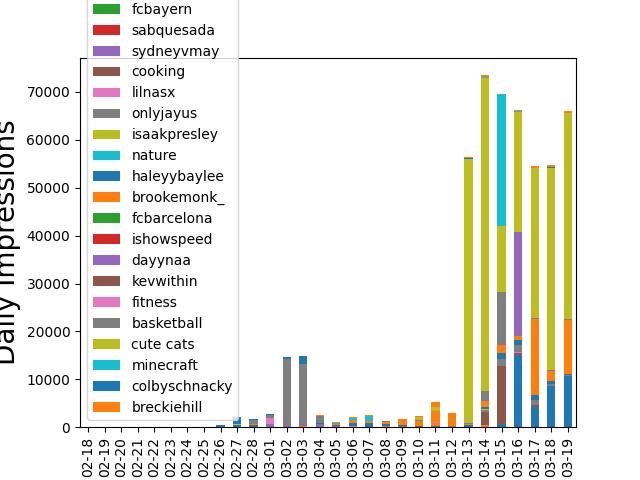 fcbayern
sabquesada
sydneyvmay
cooking
lilnasx
onlyjayus
isaakpresley
nature
haleyybaylee
brookemonk_
fcbarcelona
ishowspeed
dayynaa
kevwithin
fitness
basketball
cute cats
minecraft
colbyschnacky
breckiehill
Daily Impressions
70000
60000
50000
40000
30000
20000
10000
0
02-18
02-19
02-20
02-21
02-22
02-23
02-24
02-25
02-26
02-27
02-28
03-01
03-02
03-03
03-04
03-05
03-06
03-07
03-08
03-09
03-10
03-11
03-12
03-13
03-14
03-15
03-16
03-17
03-18
03-19